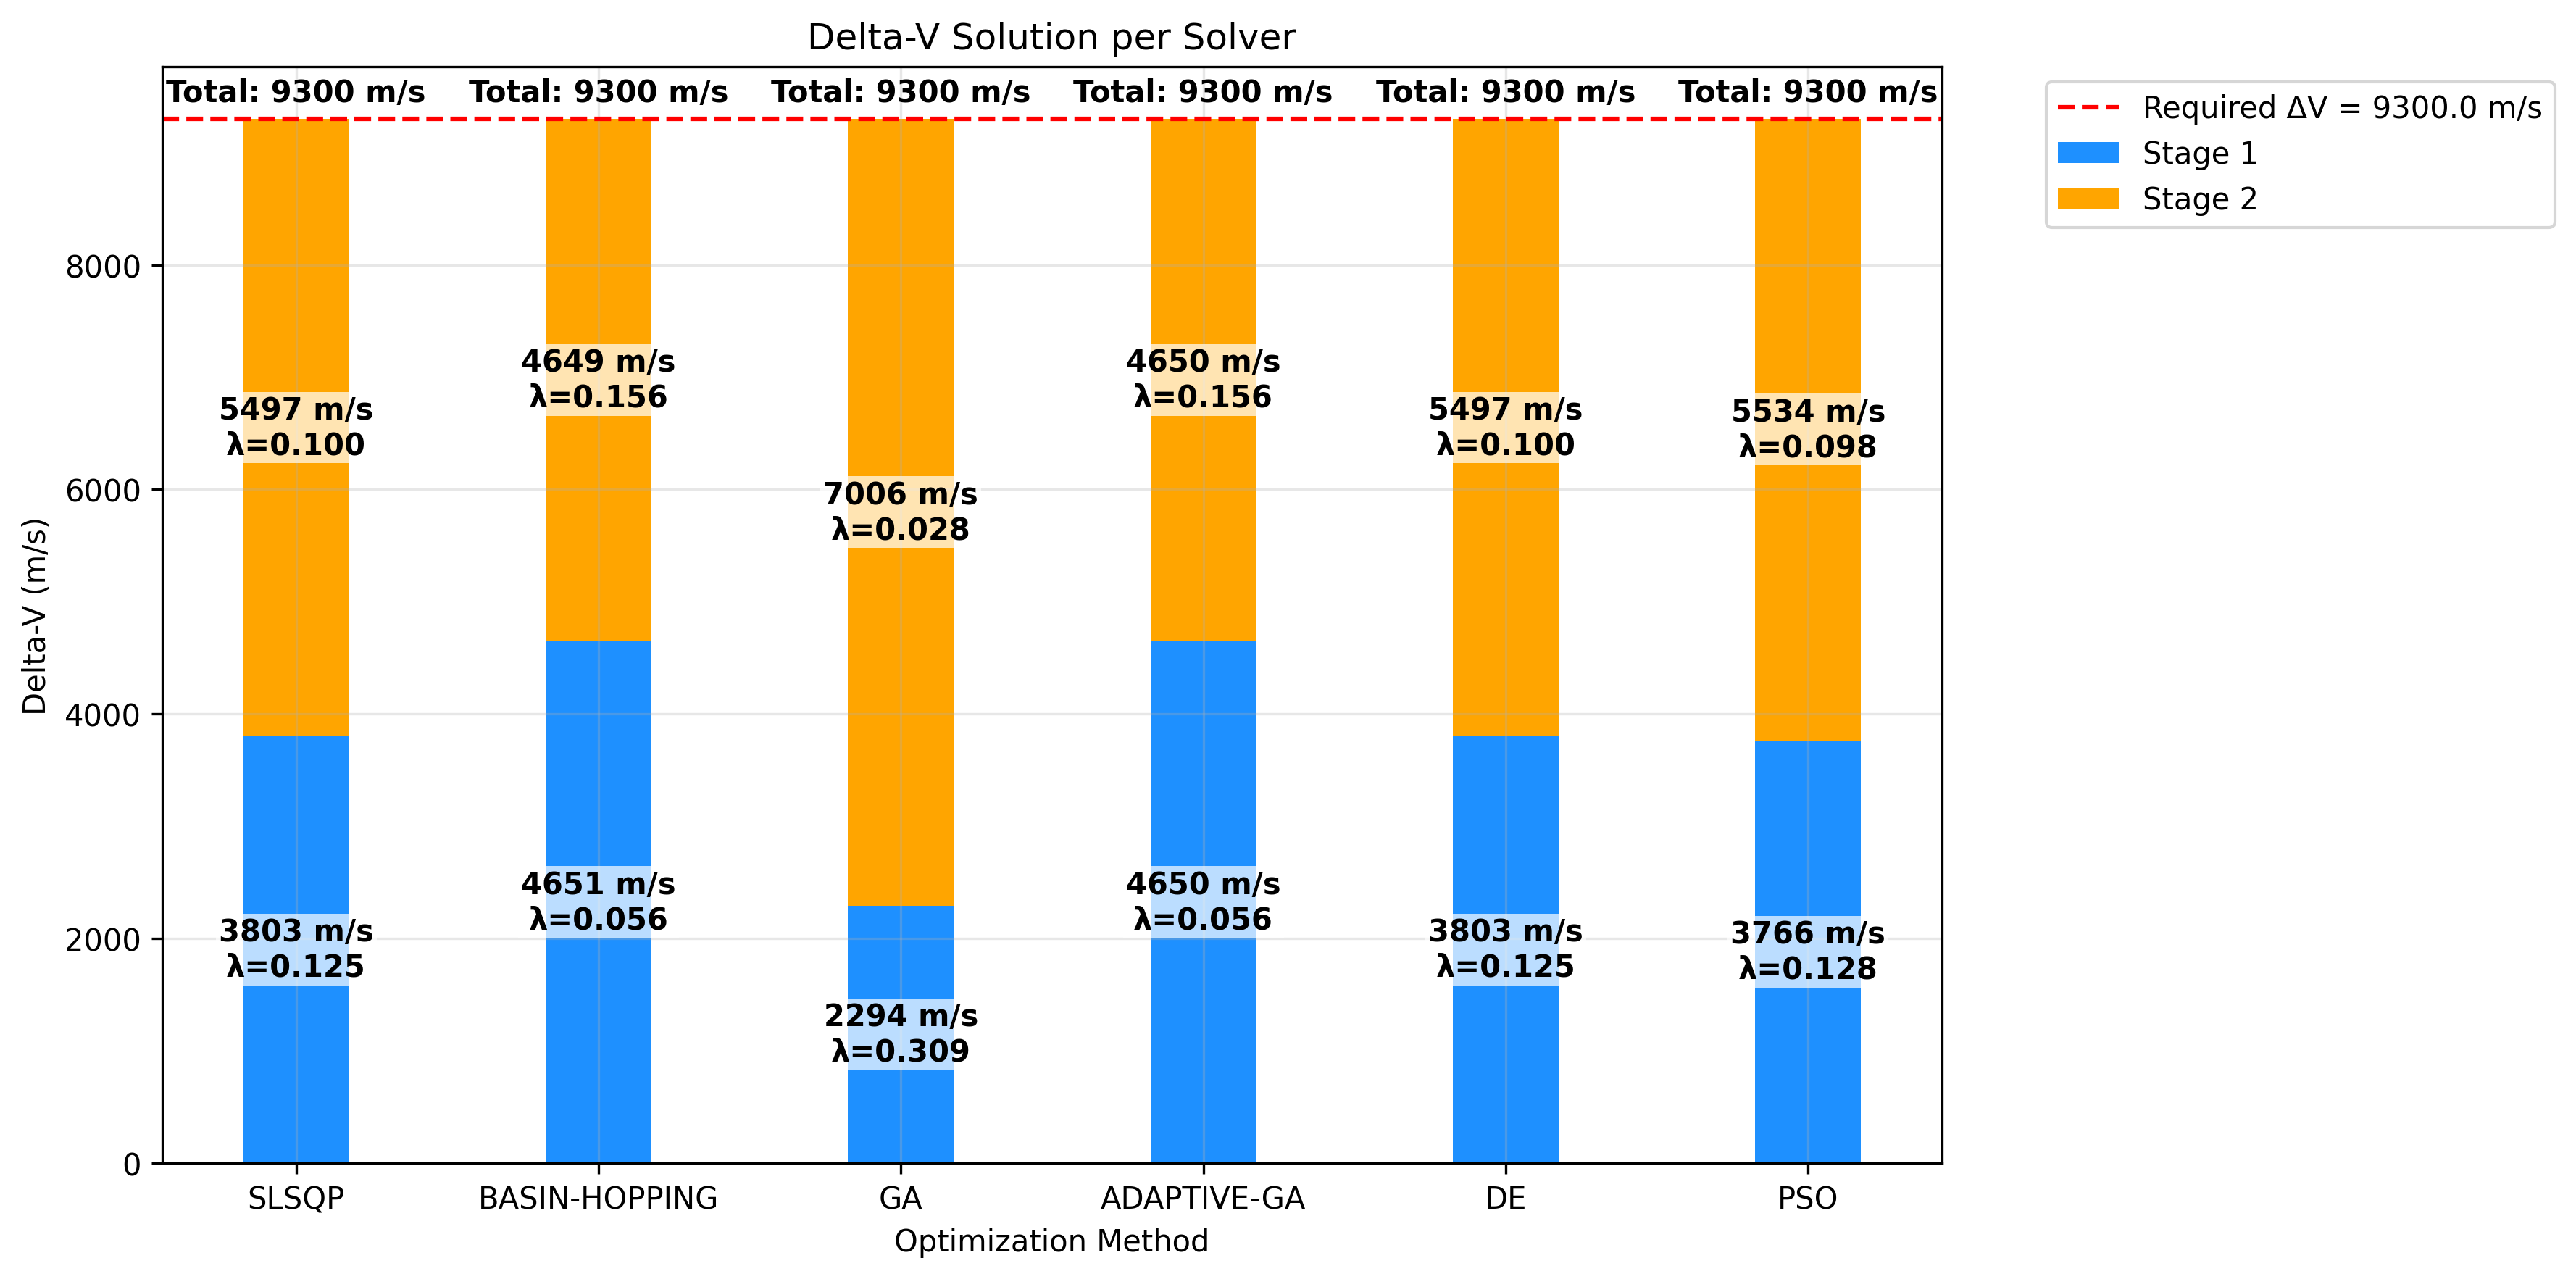 Delta-V Solution per Solver
Total: 9300 m/s
Total: 9300 m/s
Total: 9300 m/s
Total: 9300 m/s
Total: 9300 m/s
Total: 9300 m/s
Required ΔV = 9300.0 m/s
Stage 1
Stage 2
Delta-V (m/s)
8000
6000
4000
2000
0
5497 m/s
λ=0.100
3803 m/s
λ=0.125
4649 m/s
λ=0.156
4651 m/s
λ=0.056
7006 m/s
λ=0.028
2294 m/s
λ=0.309
4650 m/s
λ=0.156
4650 m/s
λ=0.056
5497 m/s
λ=0.100
3803 m/s
λ=0.125
5534 m/s
λ=0.098
3766 m/s
λ=0.128
SLSQP
BASIN-HOPPING
GA
ADAPTIVE-GA
DE
PSO
Optimization Method